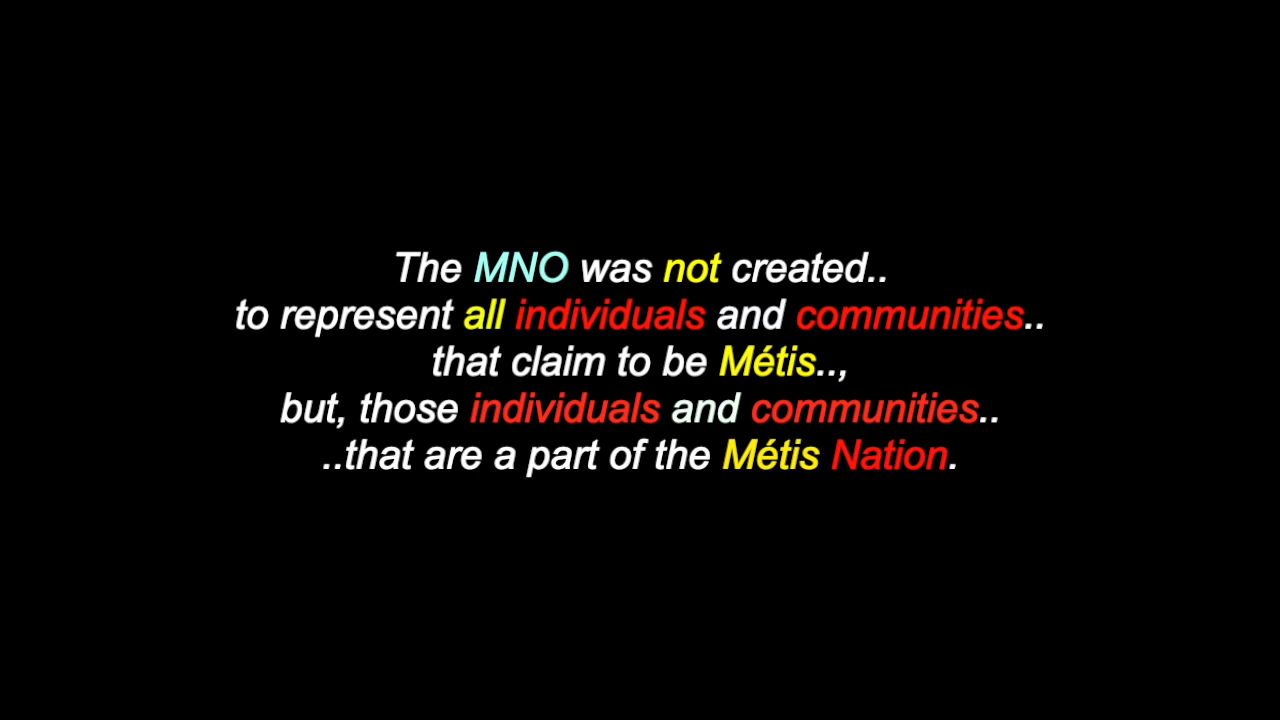 The MNO was not created..
to represent all individuals and communities..
that claim to be Métis..,
but, those individuals and communities..
..that are a part of the Métis Nation.